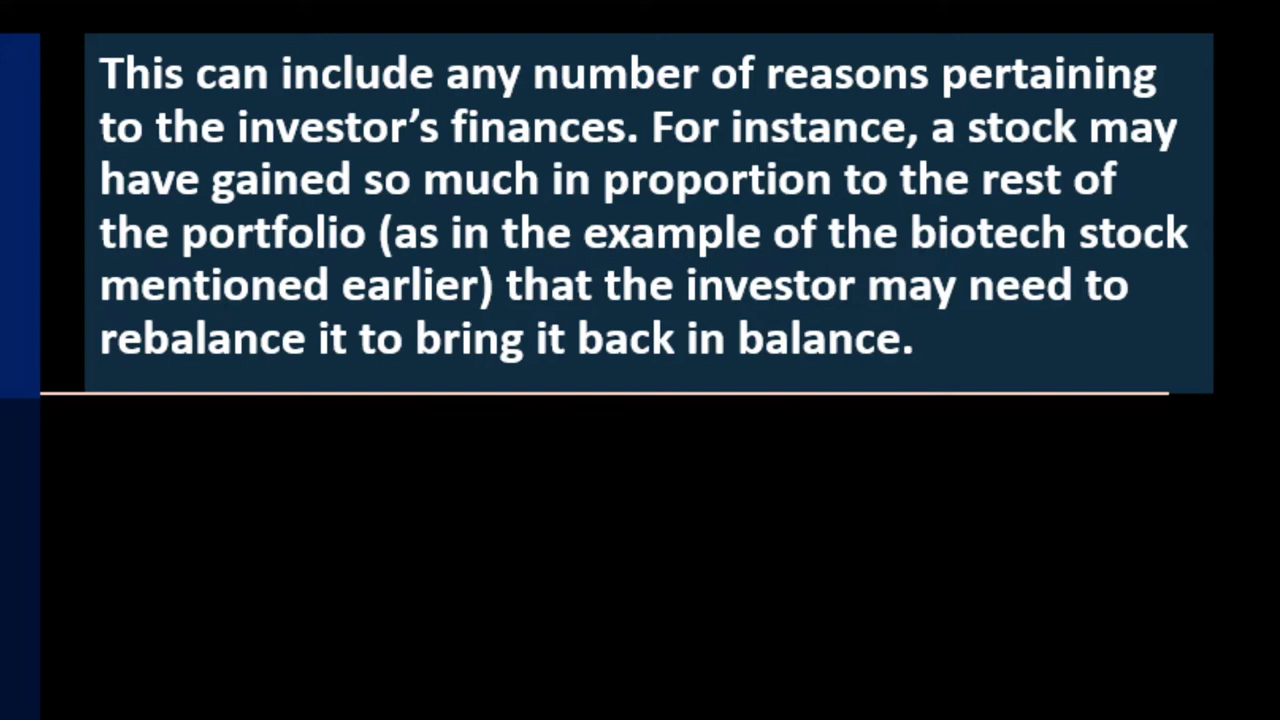 This can include any number of reasons pertaining
to the investor’s finances. For instance, a stock may
have gained so much in proportion to the rest of
the portfolio (as in the example of the biotech stock
mentioned earlier) that the investor may need to
rebalance it to bring it back in balance.